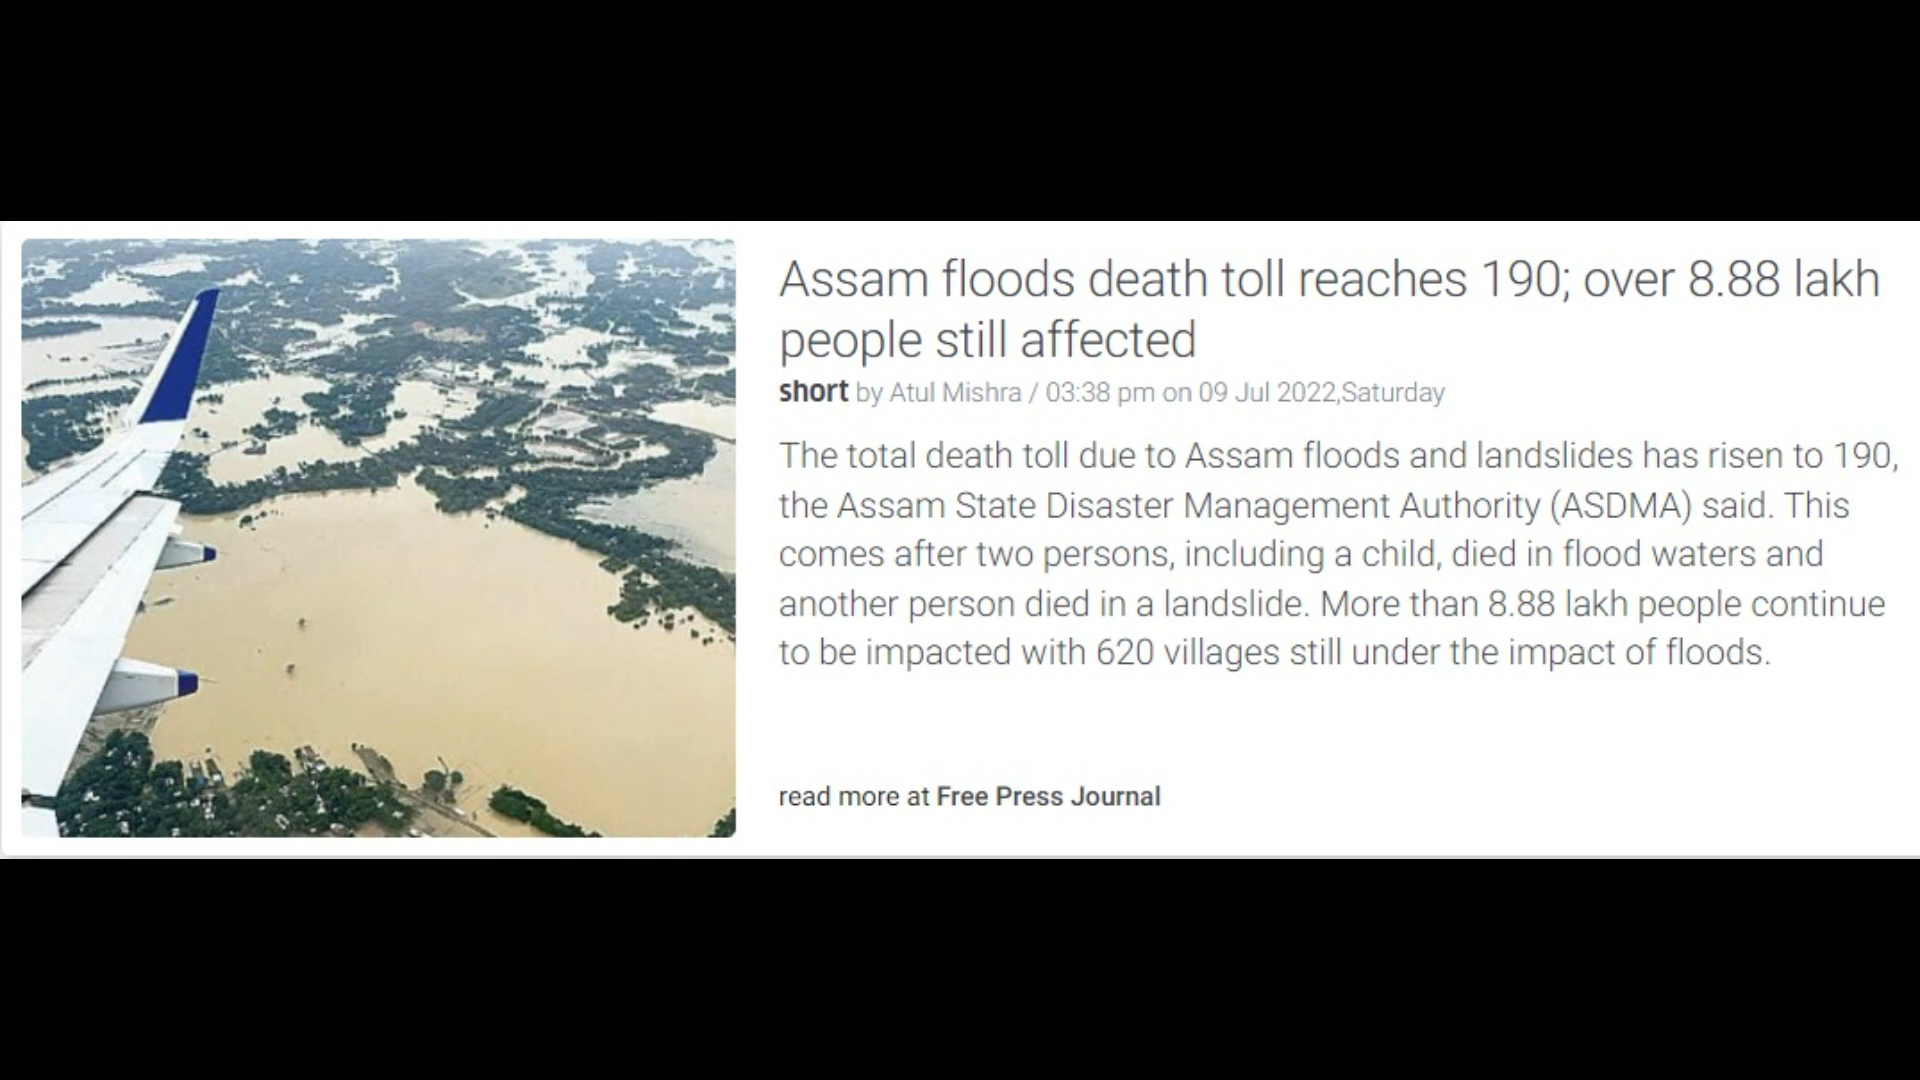 Assam floods death toll reaches 190; over 8.88 lakh
people still affected
short by Atul Mishra / 03:38 pm on 09 Jul 2022,Saturday
The total death toll due to Assam floods and landslides has risen to 190,
the Assam State Disaster Management Authority (ASDMA) said. This
comes after two persons, including a child, died in flood waters and
another person died in a landslide. More than 8.88 lakh people continue
to be impacted with 620 villages still under the impact of floods.
read more at Free Press Journal